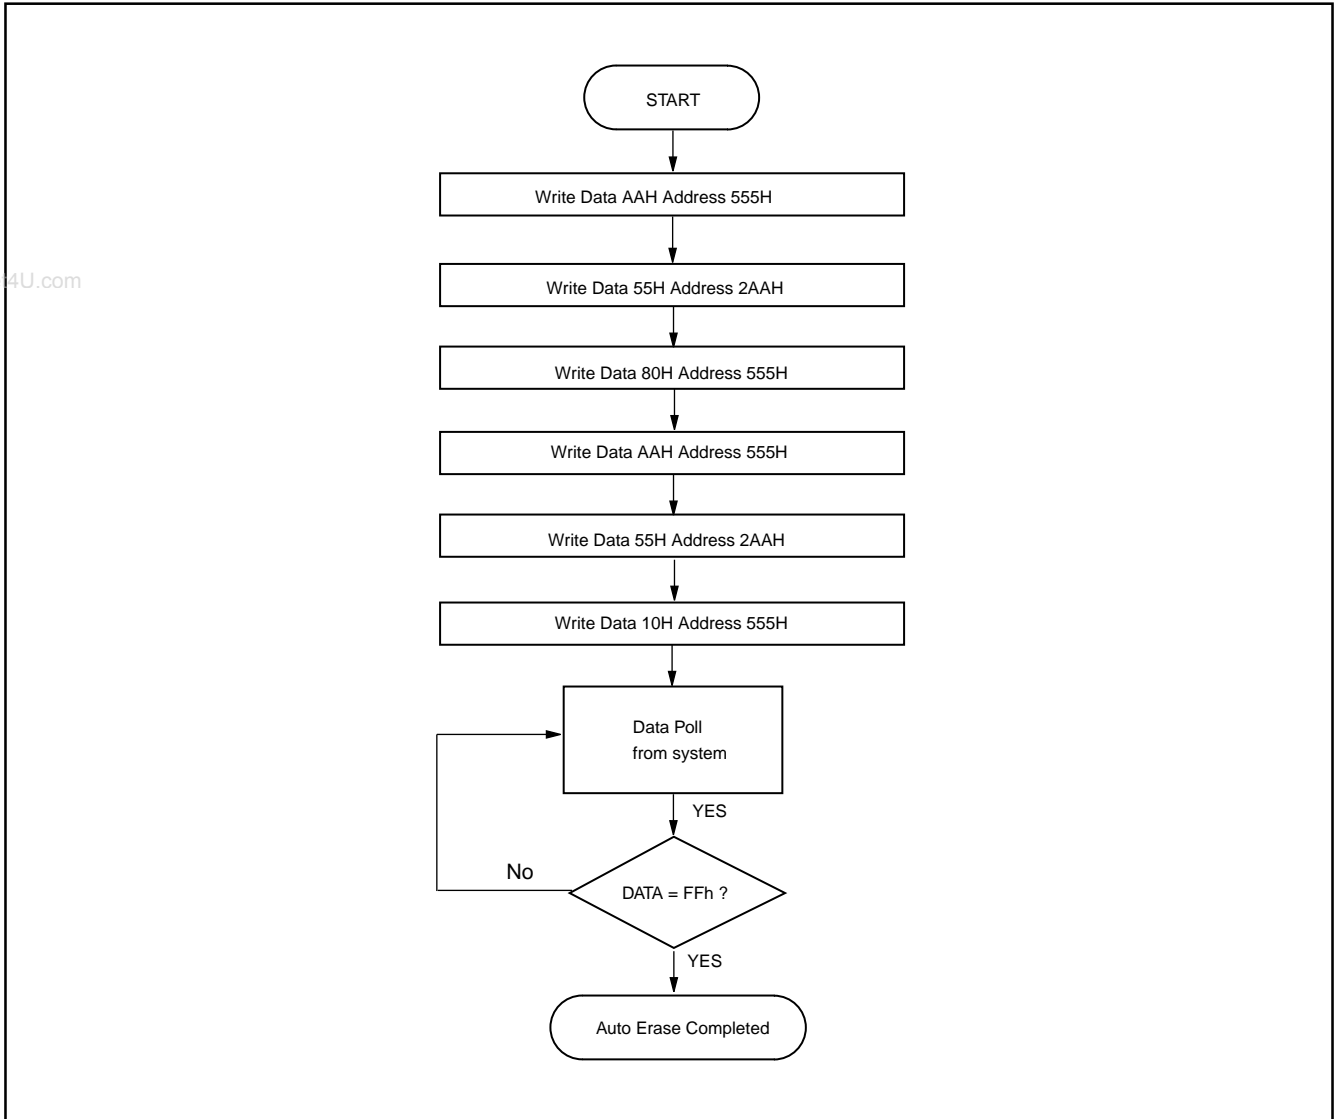 START
Write Data AAH Address 555H
t4U.com
Write Data 55H Address 2AAH
Write Data 80H Address 555H
Write Data AAH Address 555H
Write Data 55H Address 2AAH
Write Data 10H Address 555H
Data Poll
from system
YES
No
DATA = FFh ?
YES
Auto Erase Completed